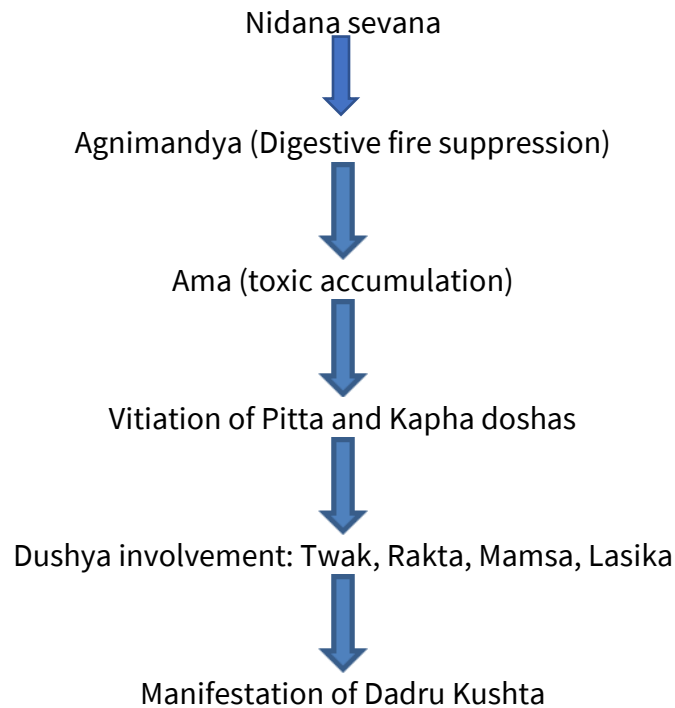 Nidana sevana
Agnimandya (Digestive fire suppression)
Ama (toxic accumulation)
Vitiation of Pitta and Kapha doshas
Dushya involvement: Twak, Rakta, Mamsa, Lasika
Manifestation of Dadru Kushta